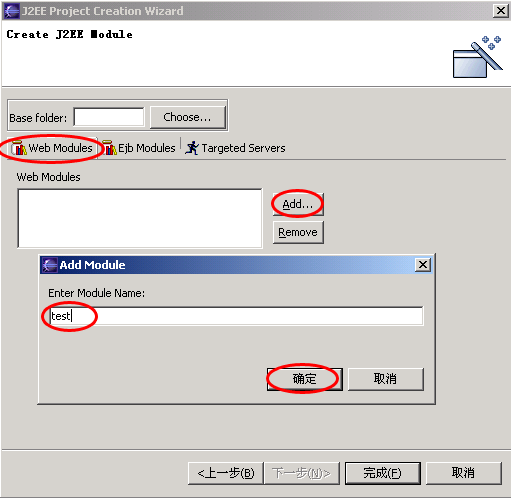 J2EE Project Creation Wizard
Create J2EE Module
Base folder:
Choose...
Web Modules
Ejb Modules
Targeted Servers
Web Modules
Add...
Remove
Add Module
Enter Module Name:
test
确定
取消
<上一步(B)
下一步(N)>
完成(F)
取消